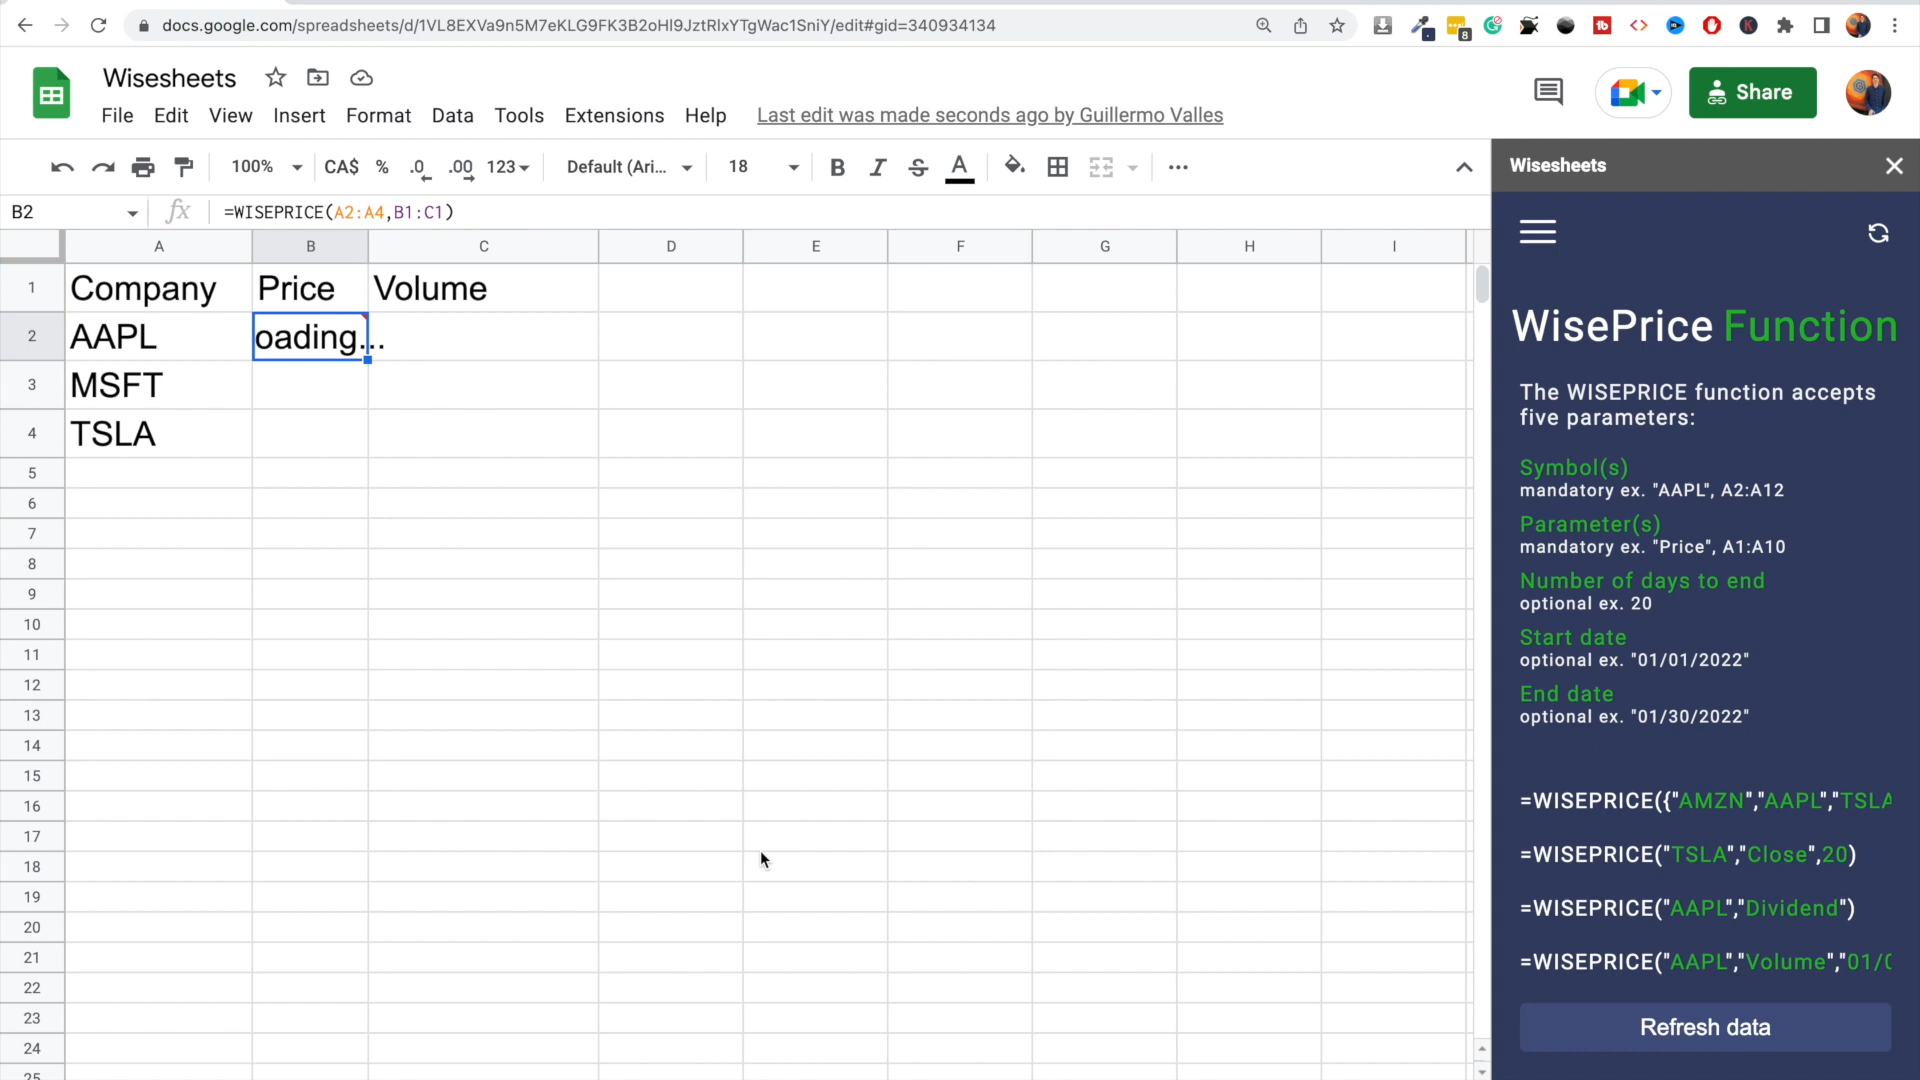 docs.google.com/spreadsheets/d/1VL8EXVa9n5M7eKLG9FK3B2oHI9JztRlxYTgWac1SniY/edit#gid=340934134
8
Wisesheets
File Edit View Insert Format Data Tools Extensions Help Last edit was made seconds ago by Guillermo Valles
Share
100% CA$ % .0 .00 123 Default (Ari... 18 B I S A
B2 fx =WISEPRICE(A2:A4,B1:C1)
A B C D E F G H I
1 Company Price Volume
2 AAPL oading...
3 MSFT
4 TSLA
5
6
7
8
9
10
11
12
13
14
15
16
17
18
19
20
21
22
23
24
25
Wisesheets
WisePrice Function
The WISEPRICE function accepts
five parameters:
Symbol(s)
mandatory ex. "AAPL", A2:A12
Parameter(s)
mandatory ex. "Price", A1:A10
Number of days to end
optional ex. 20
Start date
optional ex. "01/01/2022"
End date
optional ex. "01/30/2022"
=WISEPRICE({"AMZN","AAPL","TSLA
=WISEPRICE("TSLA","Close",20)
=WISEPRICE("AAPL","Dividend")
=WISEPRICE("AAPL","Volume","01/0
Refresh data